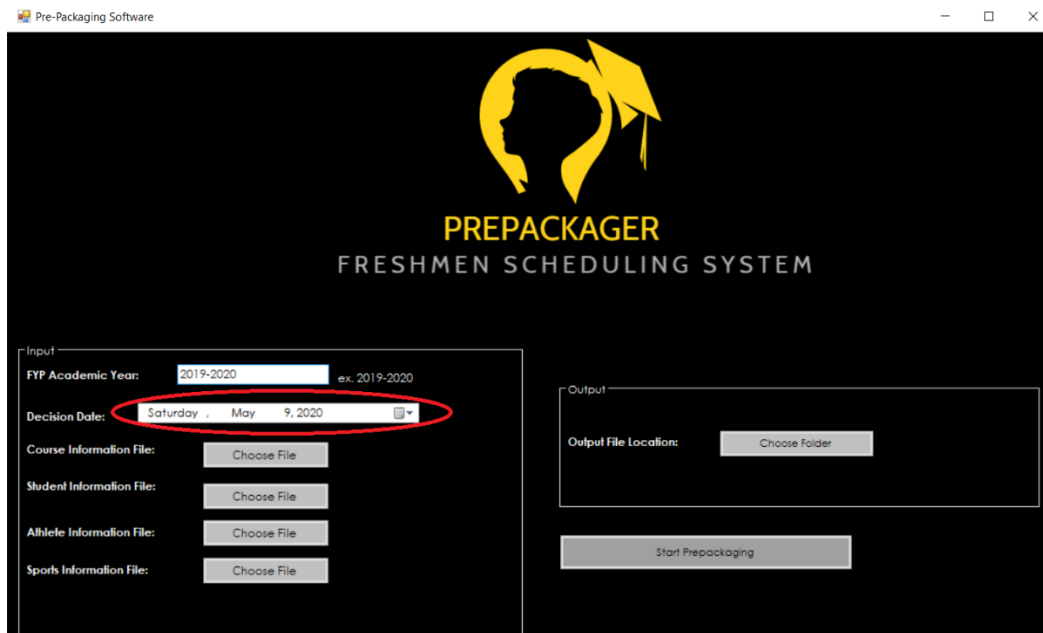 Pre-Packaging Software
PREPACKAGER
FRESHMEN SCHEDULING SYSTEM
Input
FYP Academic Year: 2019-2020 ex. 2019-2020
Decision Date: Saturday , May 9, 2020
Course Information File: Choose File
Student Information File: Choose File
Athlete Information File: Choose File
Sports Information File: Choose File
Output
Output File Location: Choose Folder
Start Prepackaging